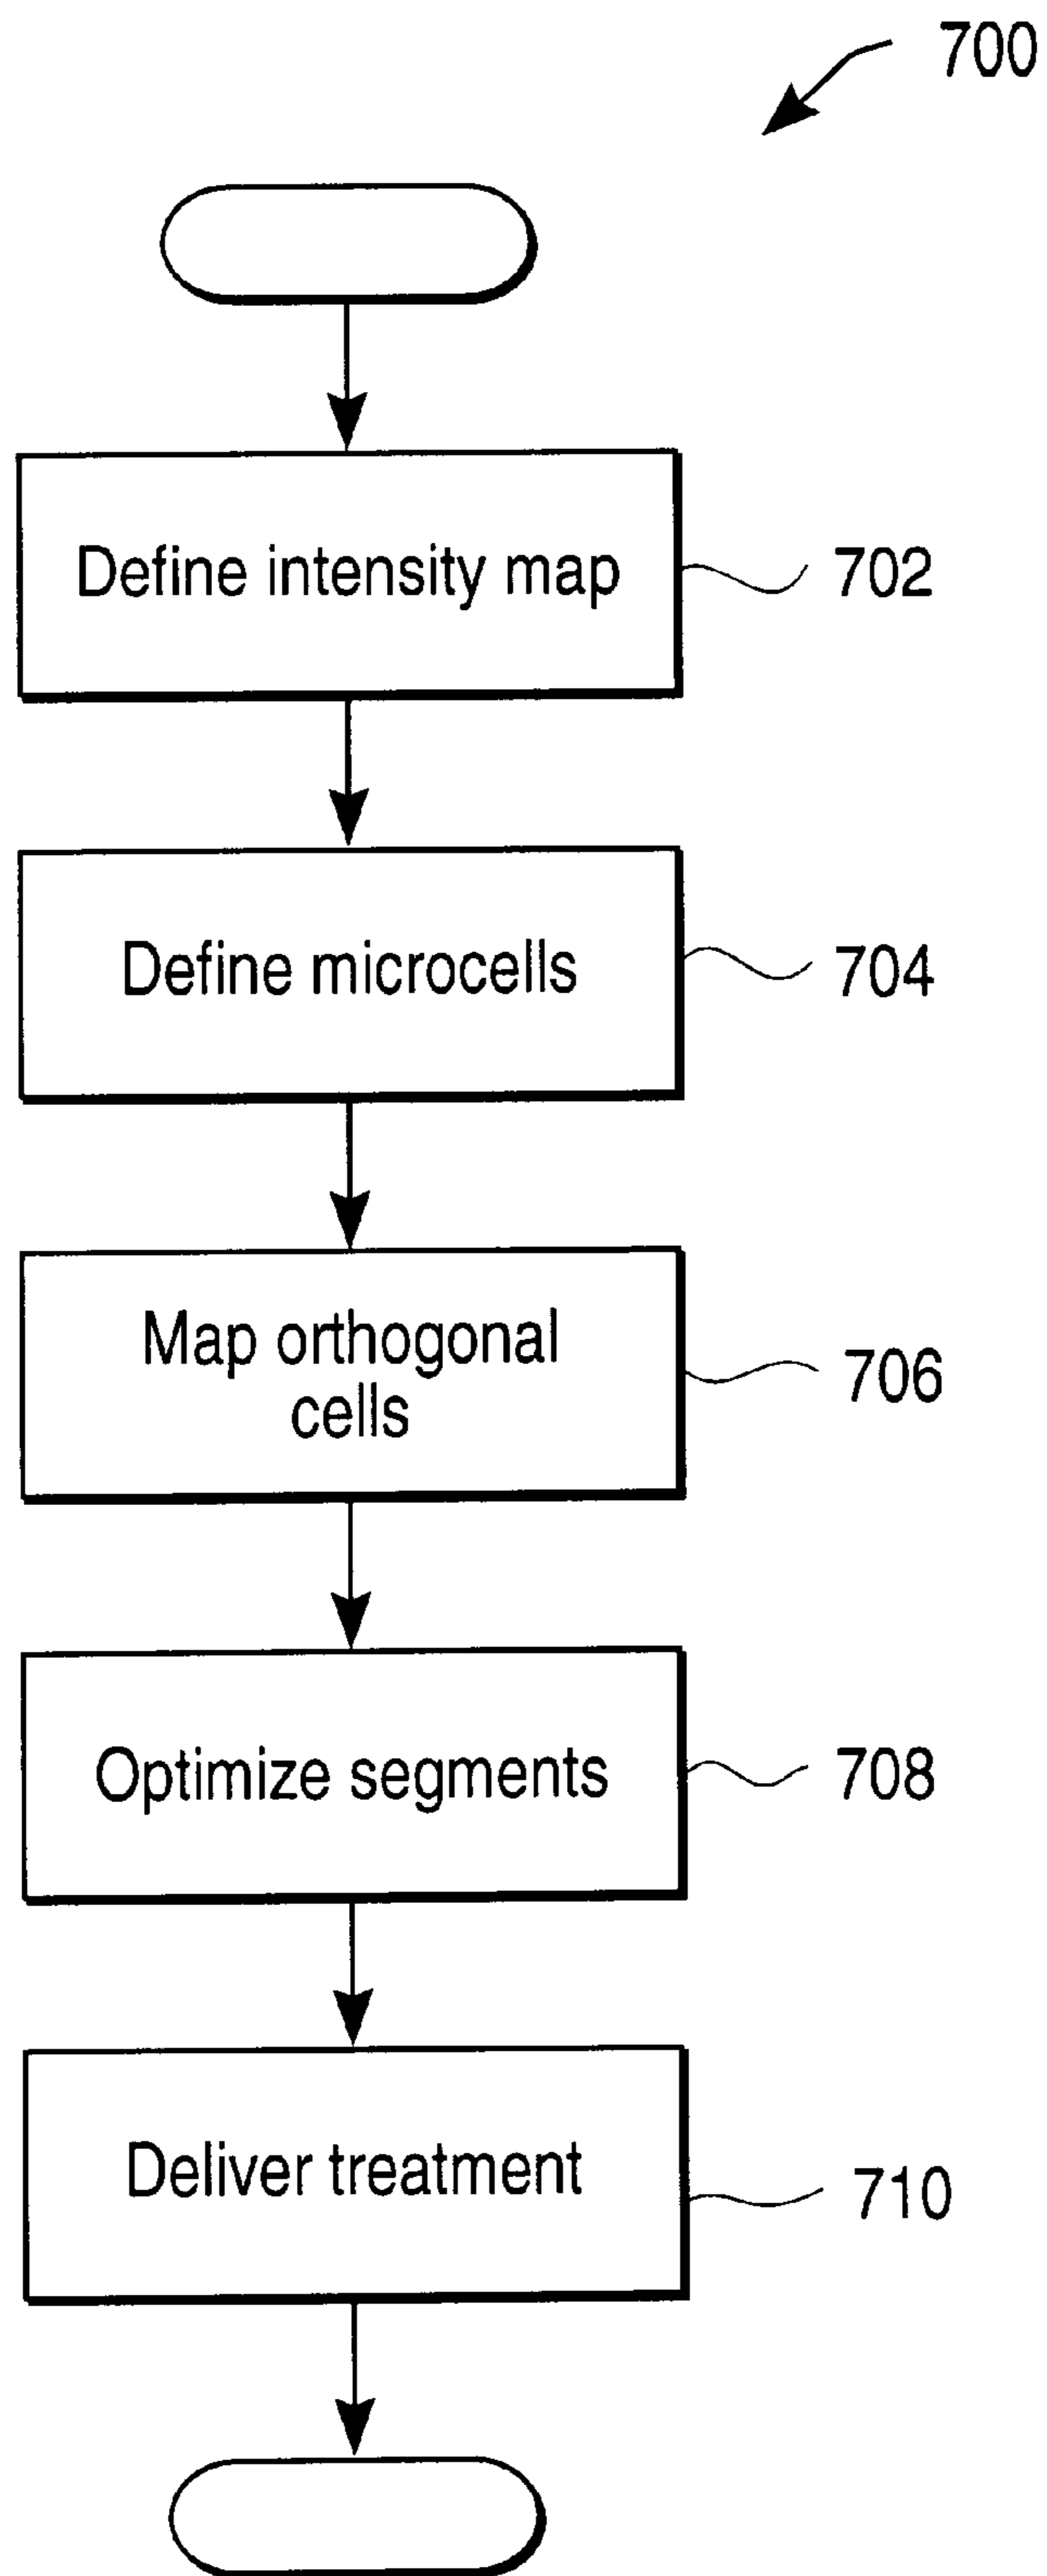 700
Define intensity map
702
Define microcells
704
Map orthogonal
cells
706
Optimize segments
708
Deliver treatment
710